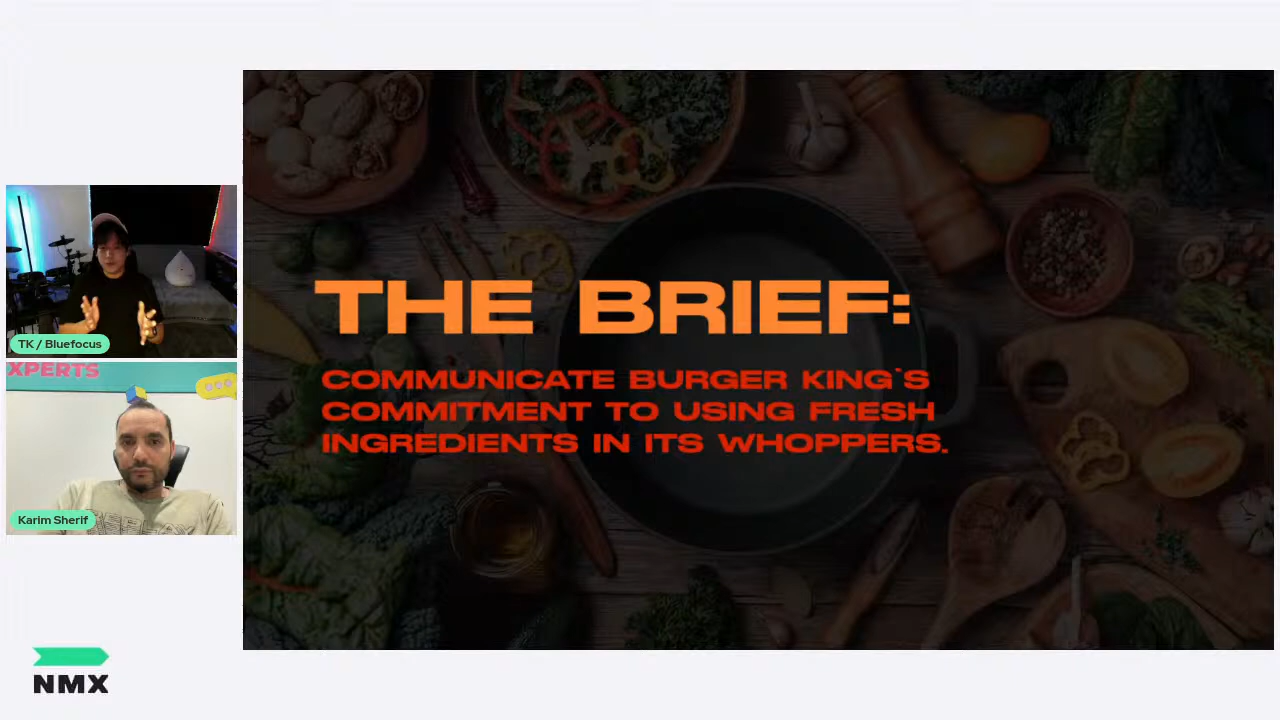 THE BRIEF:
COMMUNICATE BURGER KING`S
COMMITMENT TO USING FRESH
INGREDIENTS IN ITS WHOPPERS.
TK / Bluefocus
XPERTS
Karim Sherif
NMX